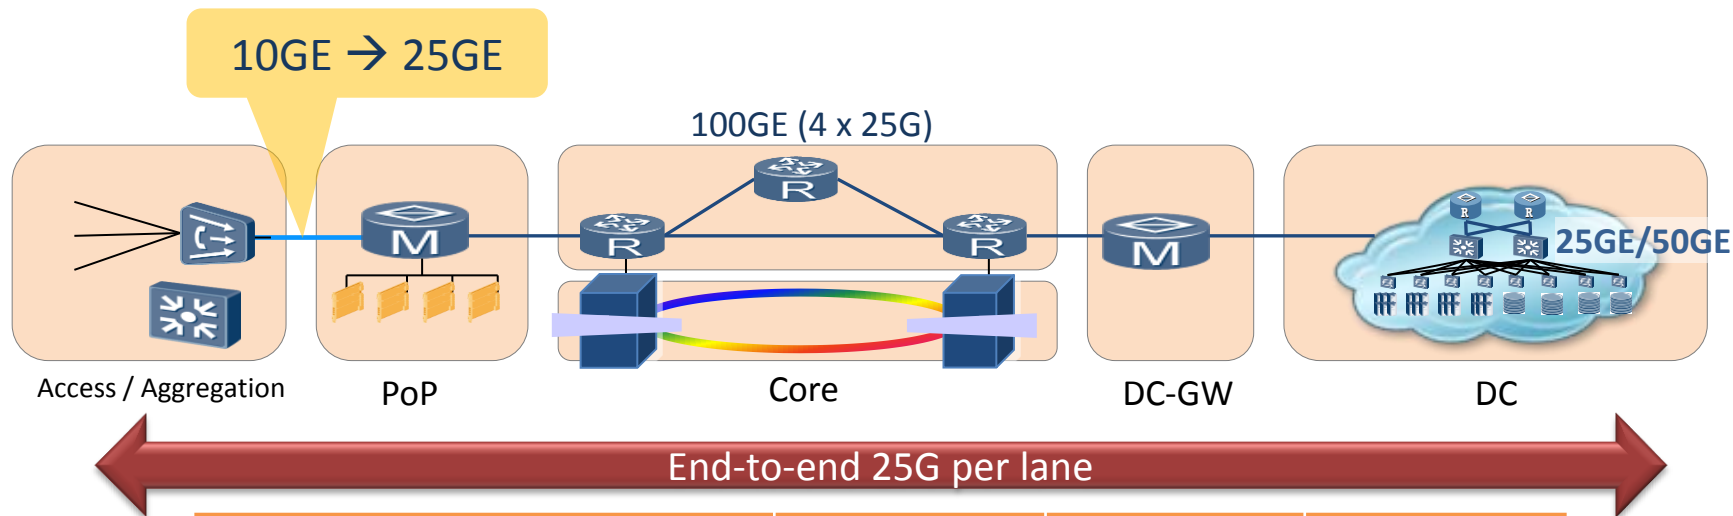 10GE → 25GE
100GE (4 x 25G)
M
R
R
R
M
R
R
25GE/50GE
Access / Aggregation
PoP
Core
DC-GW
DC
End-to-end 25G per lane